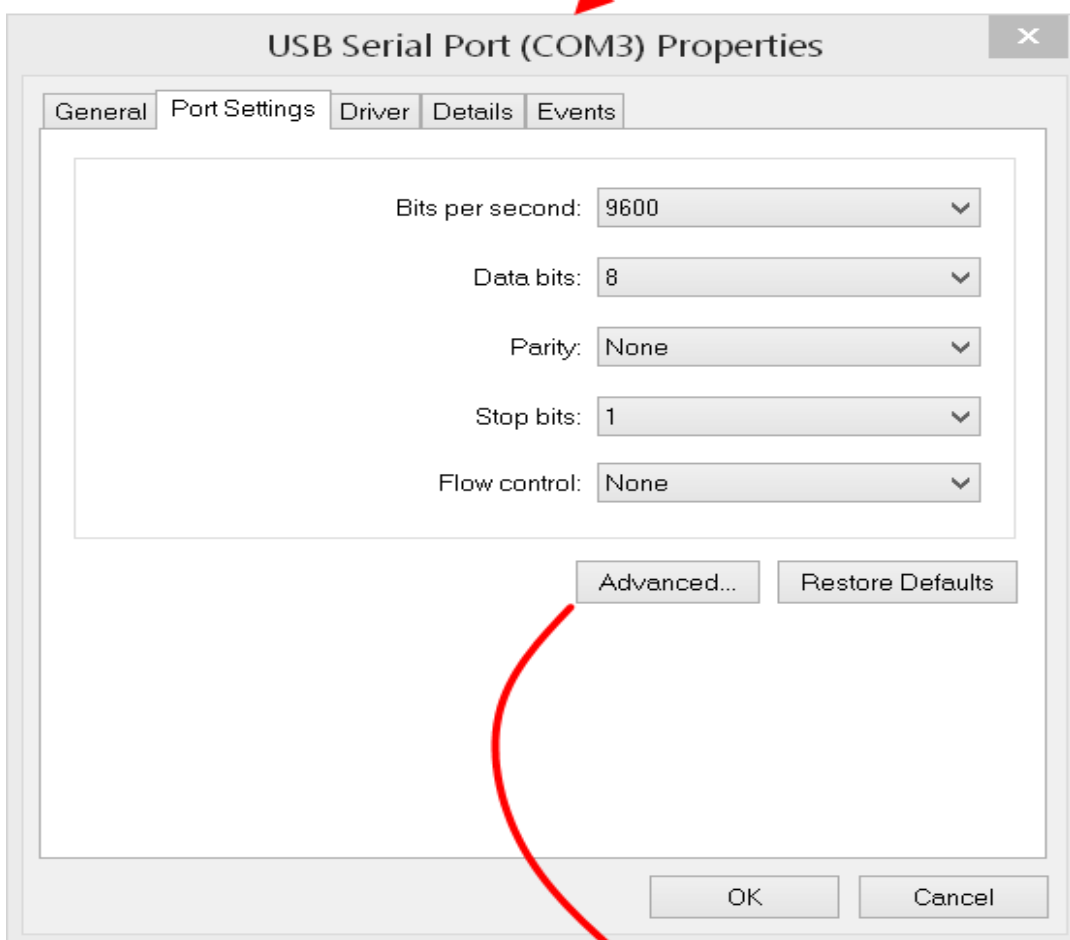 USB Serial Port (COM3) Properties
General Port Settings Driver Details Events
Bits per second: 9600
Data bits: 8
Parity: None
Stop bits: 1
Flow control: None
Advanced... Restore Defaults
OK Cancel